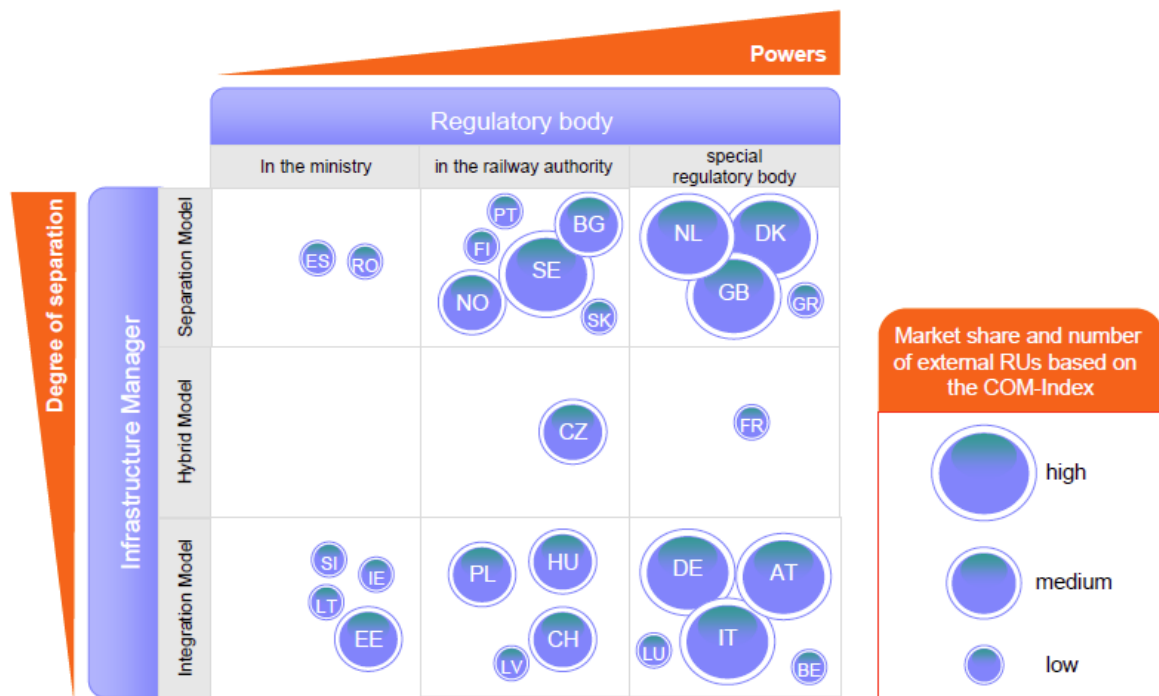 Powers
Regulatory body
In the ministry
in the railway authority
special
regulatory body
Degree of separation
Infrastructure Manager
Separation Model
ES
RO
PT
FI
BG
SE
NO
SK
NL
DK
GB
GR
Hybrid Model
CZ
FR
Integration Model
SI
IE
LT
EE
PL
HU
CH
LV
DE
AT
IT
LU
BE
Market share and number
of external RUs based on
the COM-Index
high
medium
low